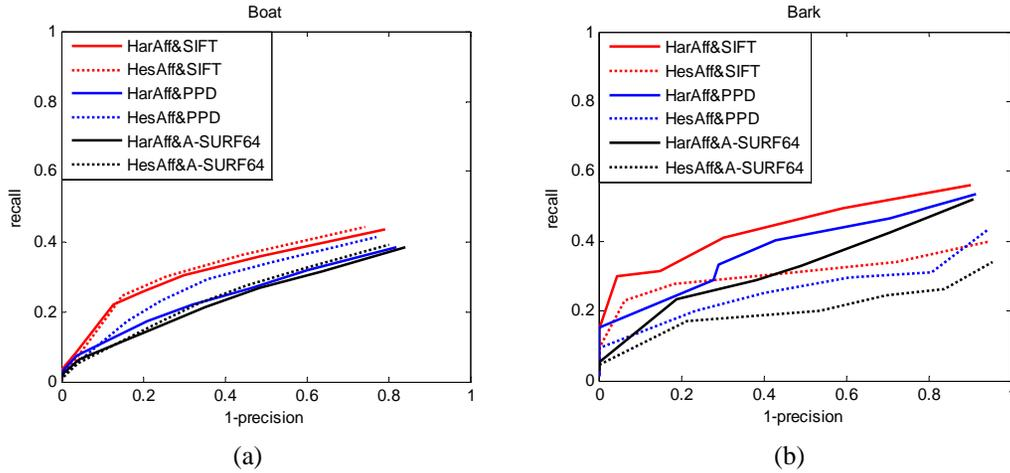 Boat
1
0.8
0.6
0.4
0.2
0
recall
HarAff&SIFT
HesAff&SIFT
HarAff&PPD
HesAff&PPD
HarAff&A-SURF64
HesAff&A-SURF64
0 0.2 0.4 0.6 0.8 1
1-precision
(a)
Bark
1
0.8
0.6
0.4
0.2
0
recall
HarAff&SIFT
HesAff&SIFT
HarAff&PPD
HesAff&PPD
HarAff&A-SURF64
HesAff&A-SURF64
0 0.2 0.4 0.6 0.8 1
1-precision
(b)